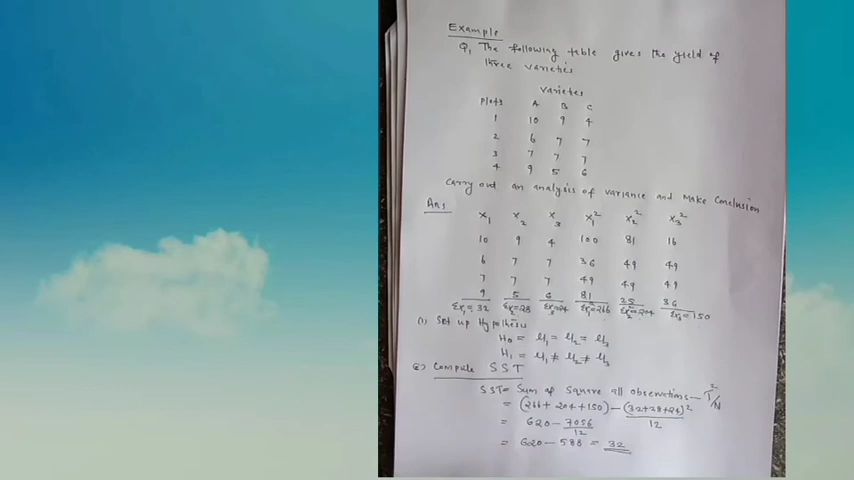 Example
Q, The following table gives the yield of
three varieties
varieties
plots A B C
1 10 9 4
2 6 7 7
3 7 7 7
4 9 5 6
Carry out an analysis of variance and make conclusion
Ans
x₁ x₂ x₃ x₁² x₂² x₃²
10 9 4 100 81 16
6 7 7 36 49 49
7 7 7 49 49 49
9 5 6 81 25 36
Σx₁ = 32 Σx₂=28 Σx₃=24 Σx₁²=266 Σx₂²=204 Σx₃=150
(1) Set up Hypothesis
H₀ = μ₁ = μ₂ = μ₃
H₁ = μ₁ ≠ μ₂ ≠ μ₃
(2) Compute SST
SST = Sum of square all observations — T²/N
= (266 + 204 + 150) — (32+28+24)²/12
= 620 — 7056/12
= 620 — 588 = 32